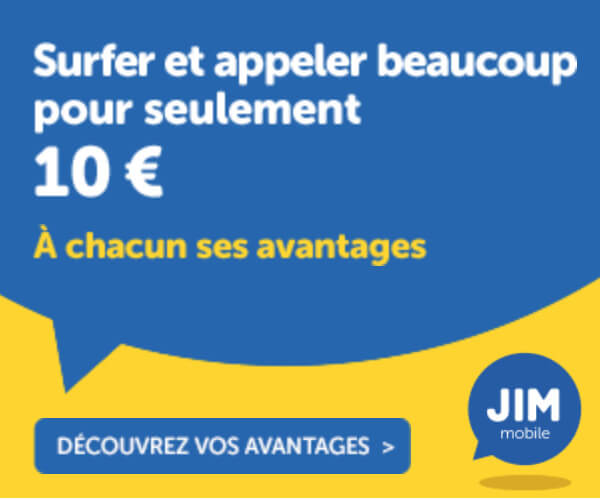 Surfer et appeler beaucoup
pour seulement
10 €
À chacun ses avantages
DÉCOUVREZ VOS AVANTAGES >
JIM
mobile